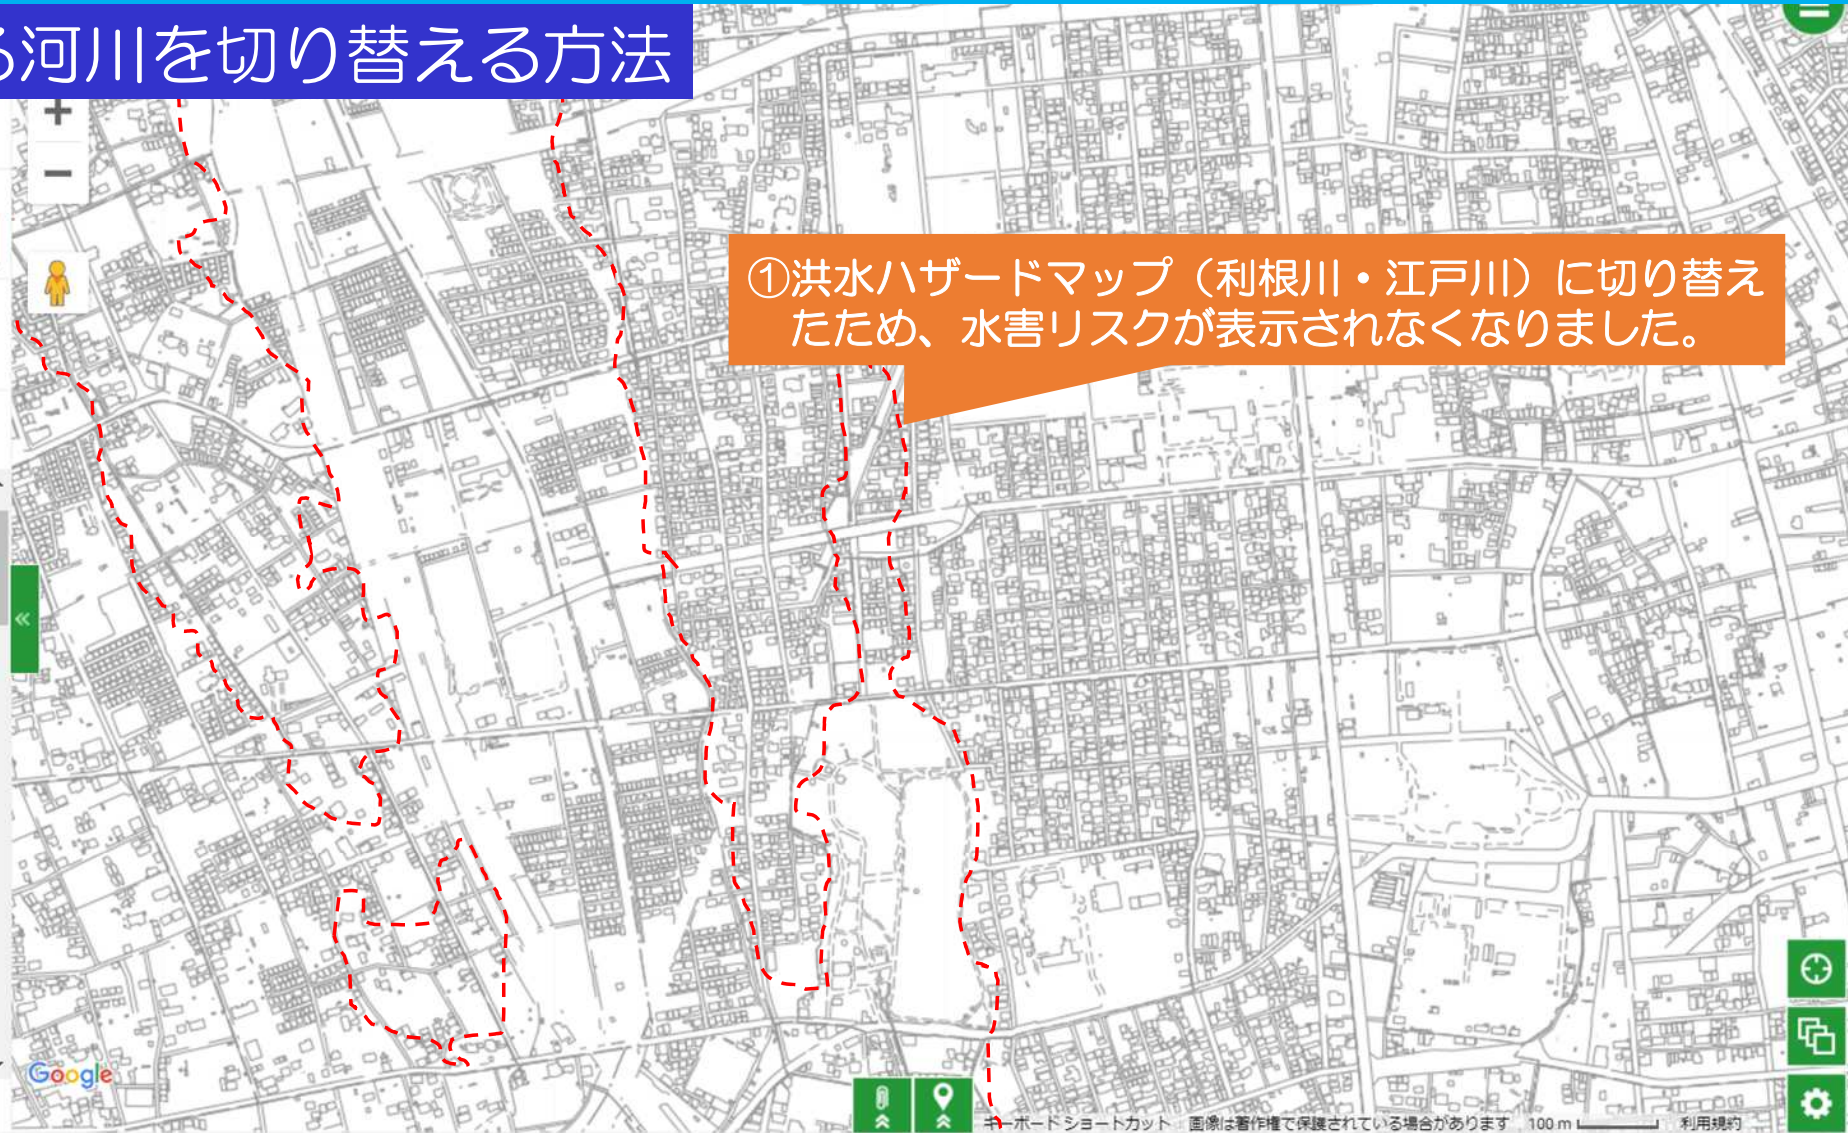 る河川を切り替える方法
①洪水ハザードマップ（利根川・江戸川）に切り替え
たため、水害リスクが表示されなくなりました。
Google
キーボード ショートカット 画像は著作権で保護されている場合があります 100 m 利用規約